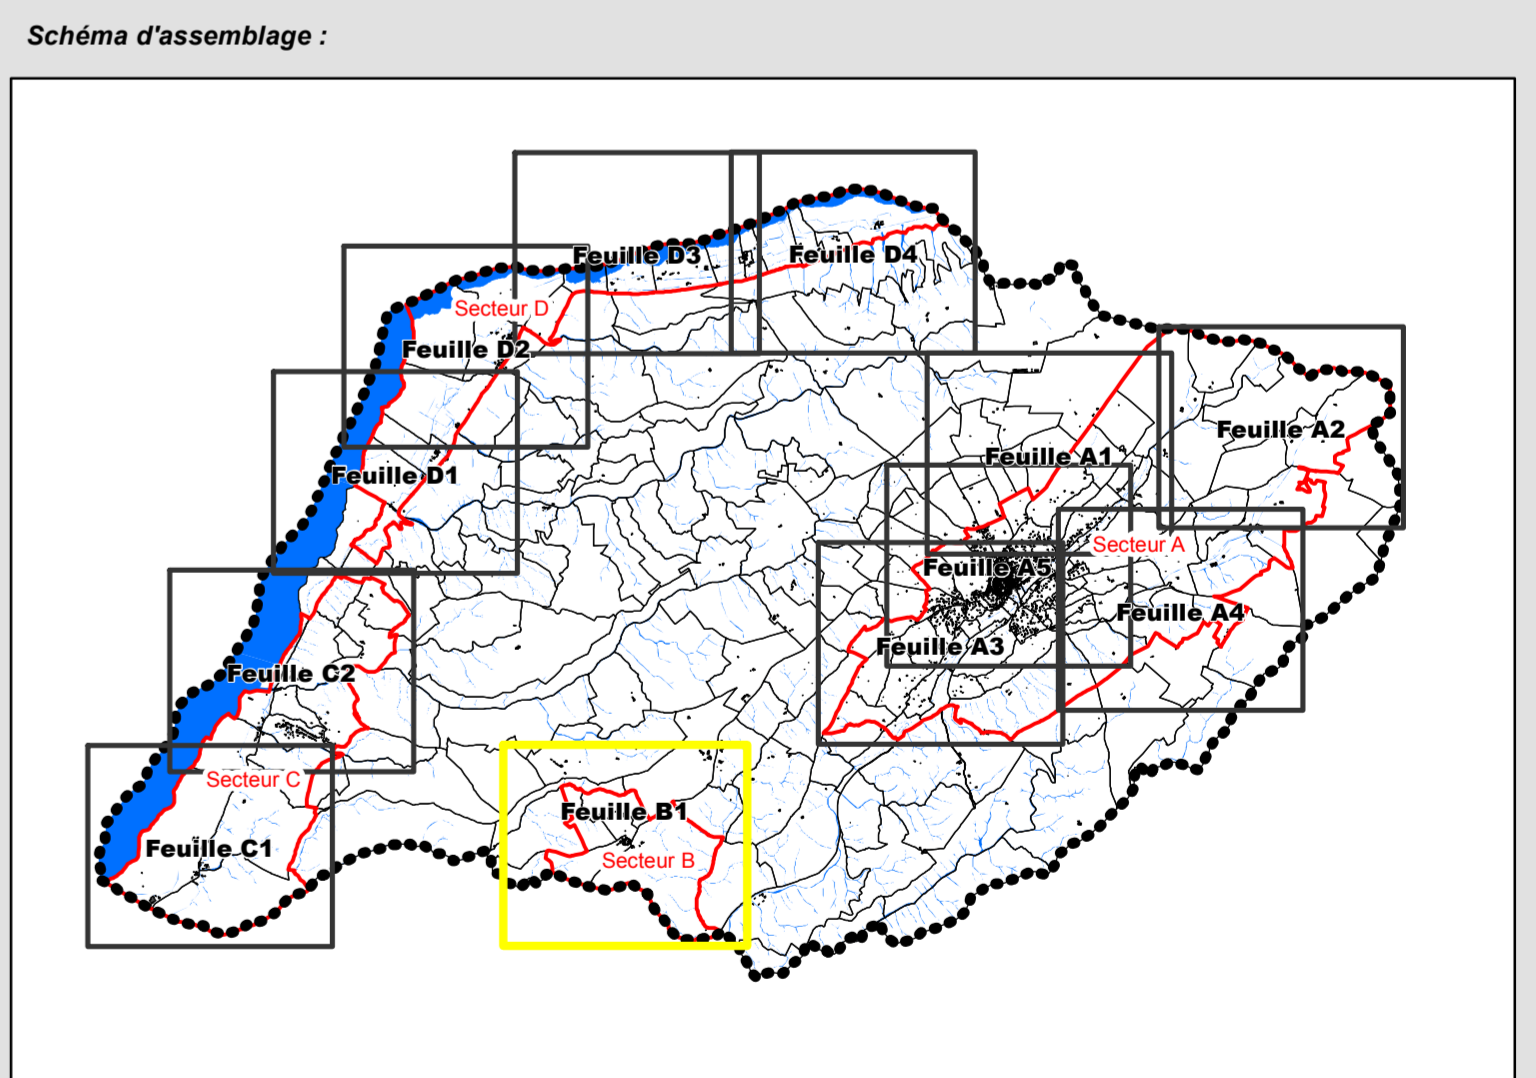 Schéma d'assemblage :
Feuille D3
Feuille D4
Secteur D
Feuille D2
Feuille A2
Feuille A1
Feuille D1
Secteur A
Feuille A5
Feuille A4
Feuille A3
Feuille C2
Secteur C
Feuille B1
Feuille C1
Secteur B